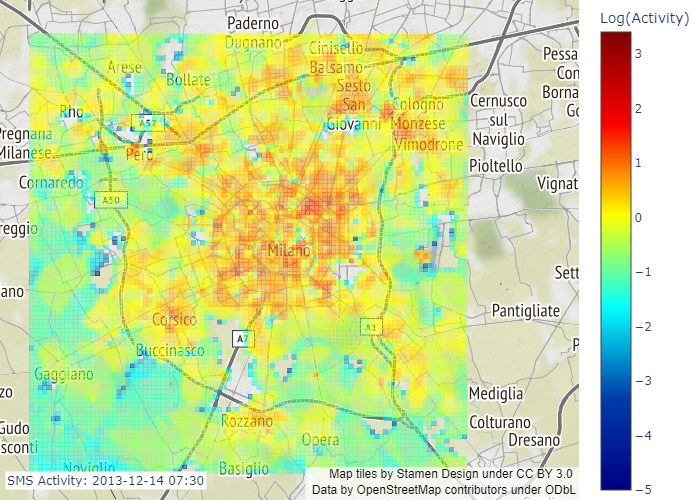 Paderno
Dugnano
Cinisello
Balsamo
Arese
Bollate
Sesto
San
Giovanni
Cologno
Monzese
Vimodrone
Cernusco
sul
Naviglio
Pessa
Con
Borna
Go
Rho
A52
Pregnana
Milanese
Pero
Pioltello
Cornaredo
Vignat
A50
reggio
Milano
Sett
ano
Pantigliate
Corsico
A7
A1
P
Buccinasco
Gaggiano
zo
Mediglia
Rozzano
Colturano
Gudo
sconti
Opera
Dresano
Noviglio
Basiglio
SMS Activity: 2013-12-14 07:30
Map tiles by Stamen Design under CC BY 3.0
Data by OpenStreetMap contributors under ODbL
Log(Activity)
3
2
1
0
−1
−2
−3
−4
−5